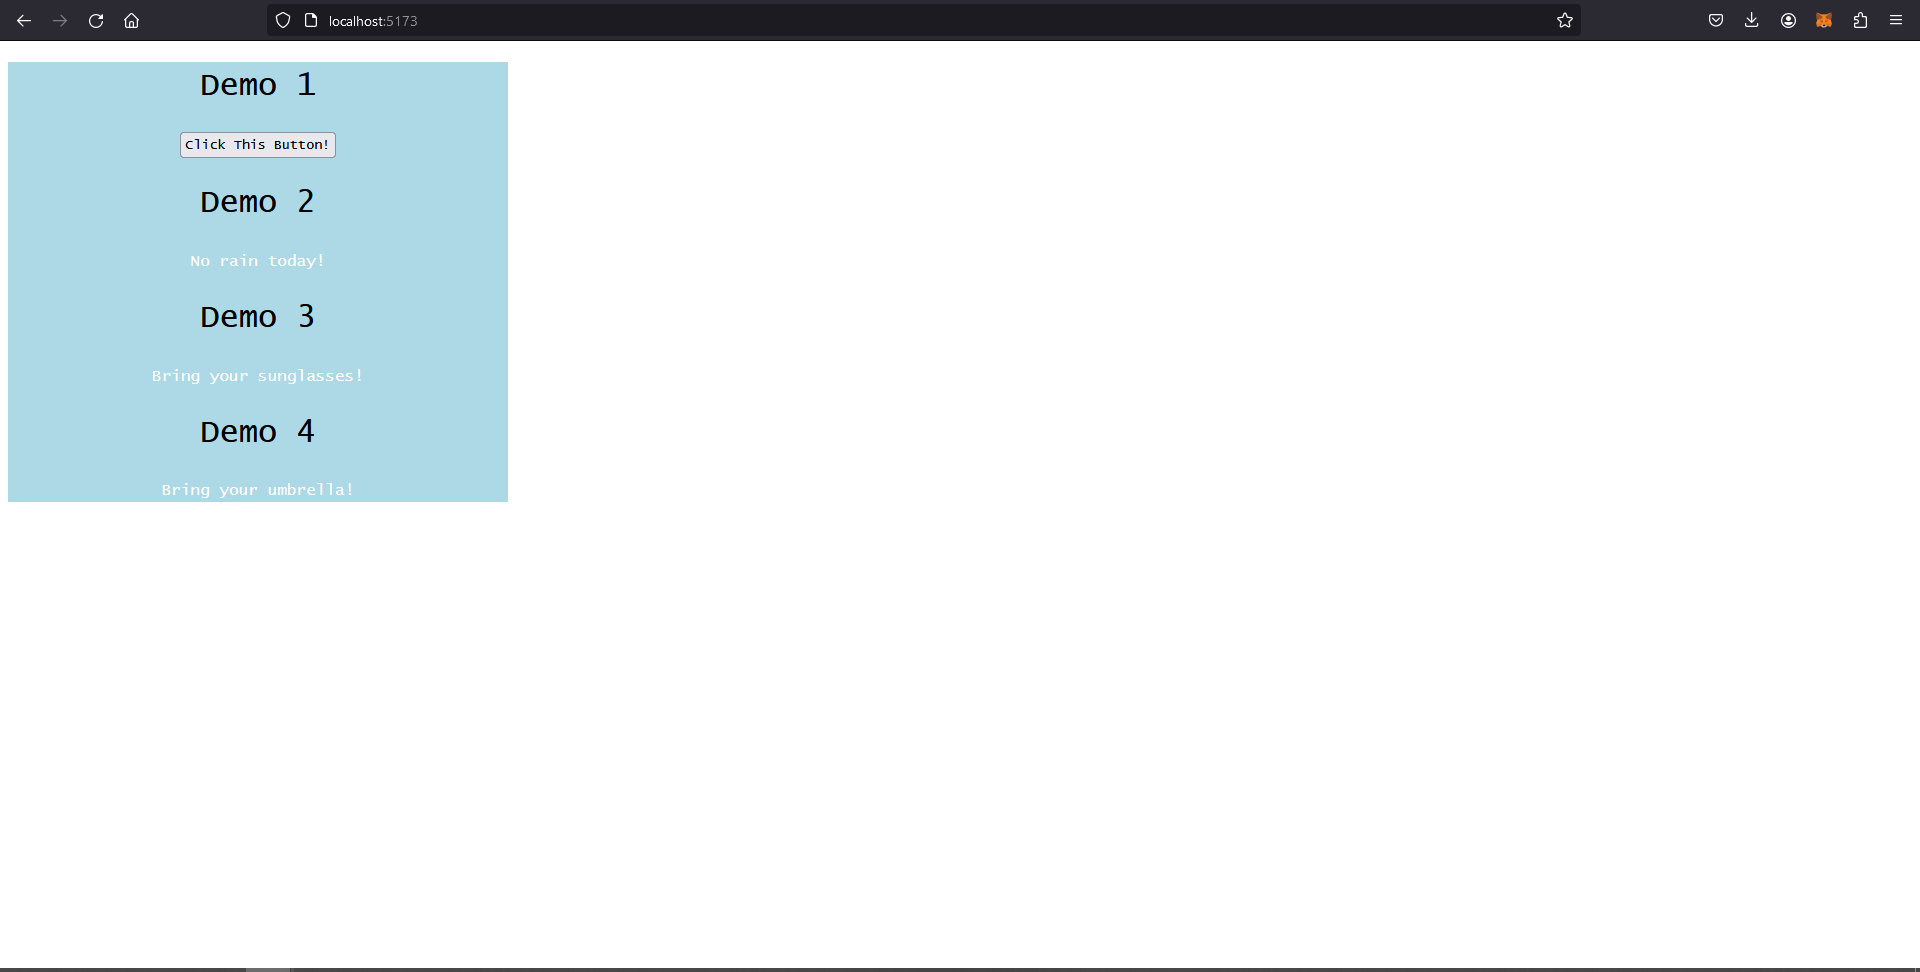 localhost:5173
Demo 1
Click This Button!
Demo 2
No rain today!
Demo 3
Bring your sunglasses!
Demo 4
Bring your umbrella!